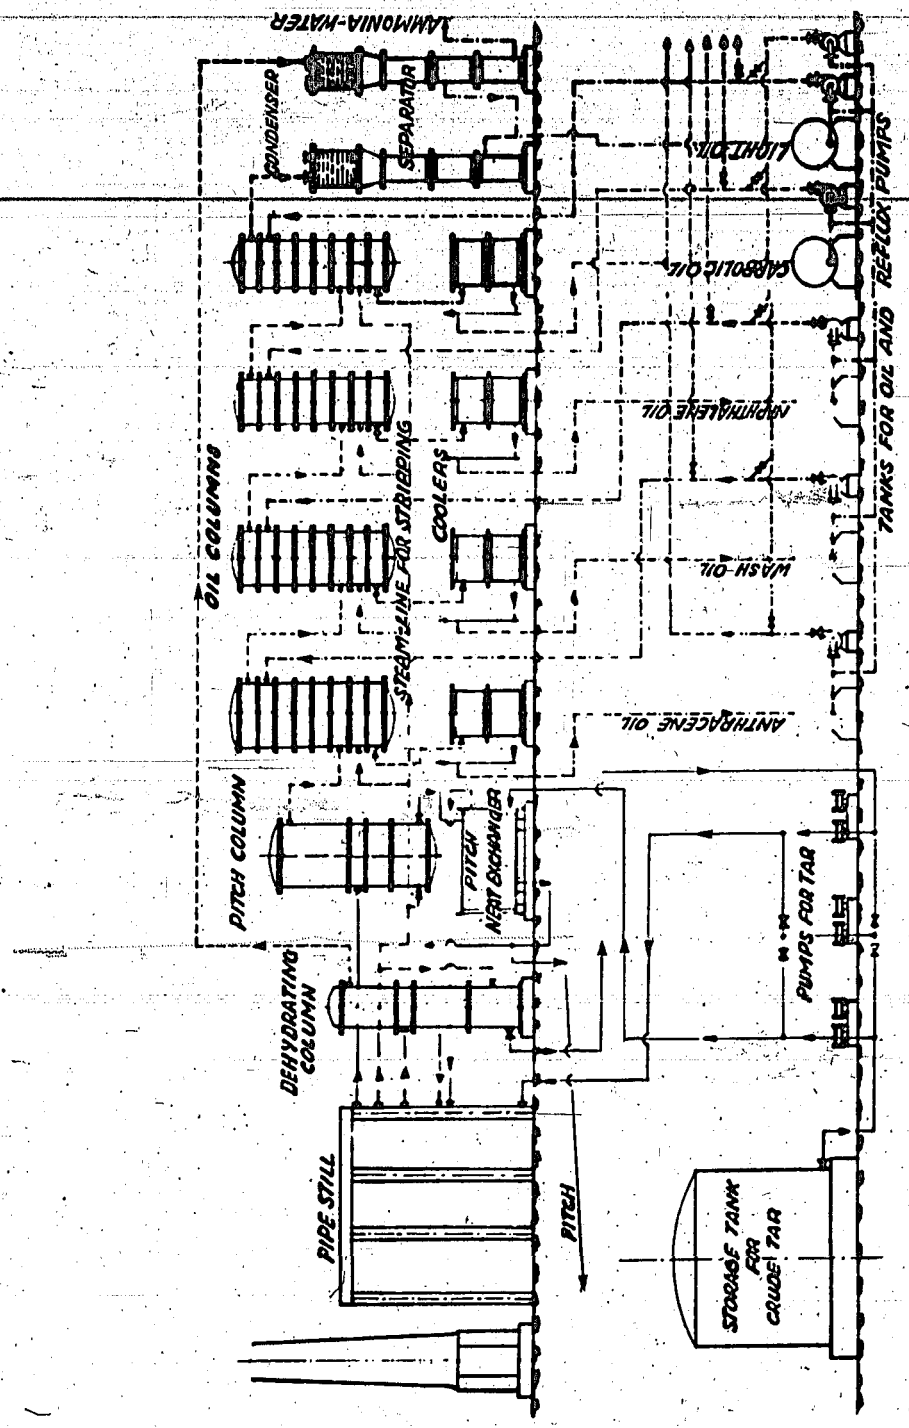 AMMONIA-WATER
CONDENSER
SEPARATOR
OIL COLUMNS
STEAM-LINE FOR STRIPPING
COOLERS
PITCH COLUMN
PITCH
HEAT EXCHANGER
DEHYDRATING
COLUMN
PIPE STILL
PITCH
LIGHT OIL
CARBOLIC OIL
NAPHTHALENE OIL
WASH OIL
ANTHRACENE OIL
TANKS FOR OIL AND REFLUX PUMPS
PUMPS FOR TAR
STORAGE TANK
FOR
CRUDE TAR